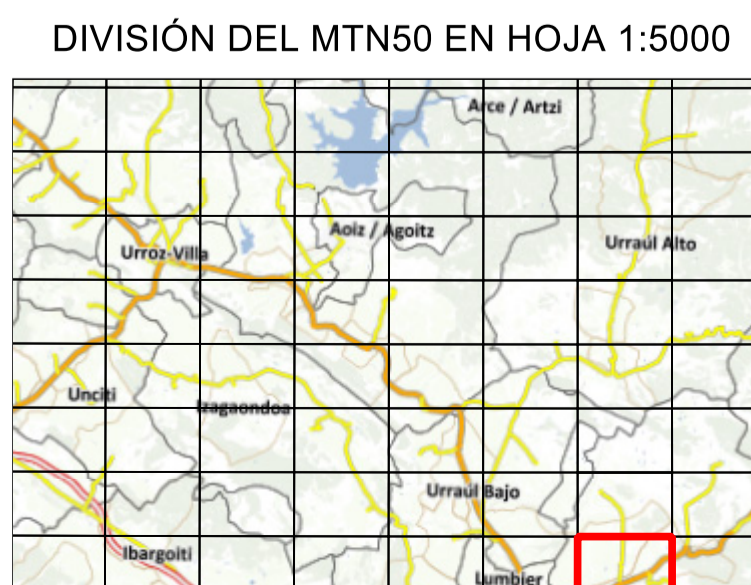 DIVISIÓN DEL MTN50 EN HOJA 1:5000
Arce / Artzi
Aoiz / Agoitz
Urraúl Alto
Urroz-Villa
Unciti
Izagaondoa
Urraúl Bajo
Ibargoiti
Lumbier